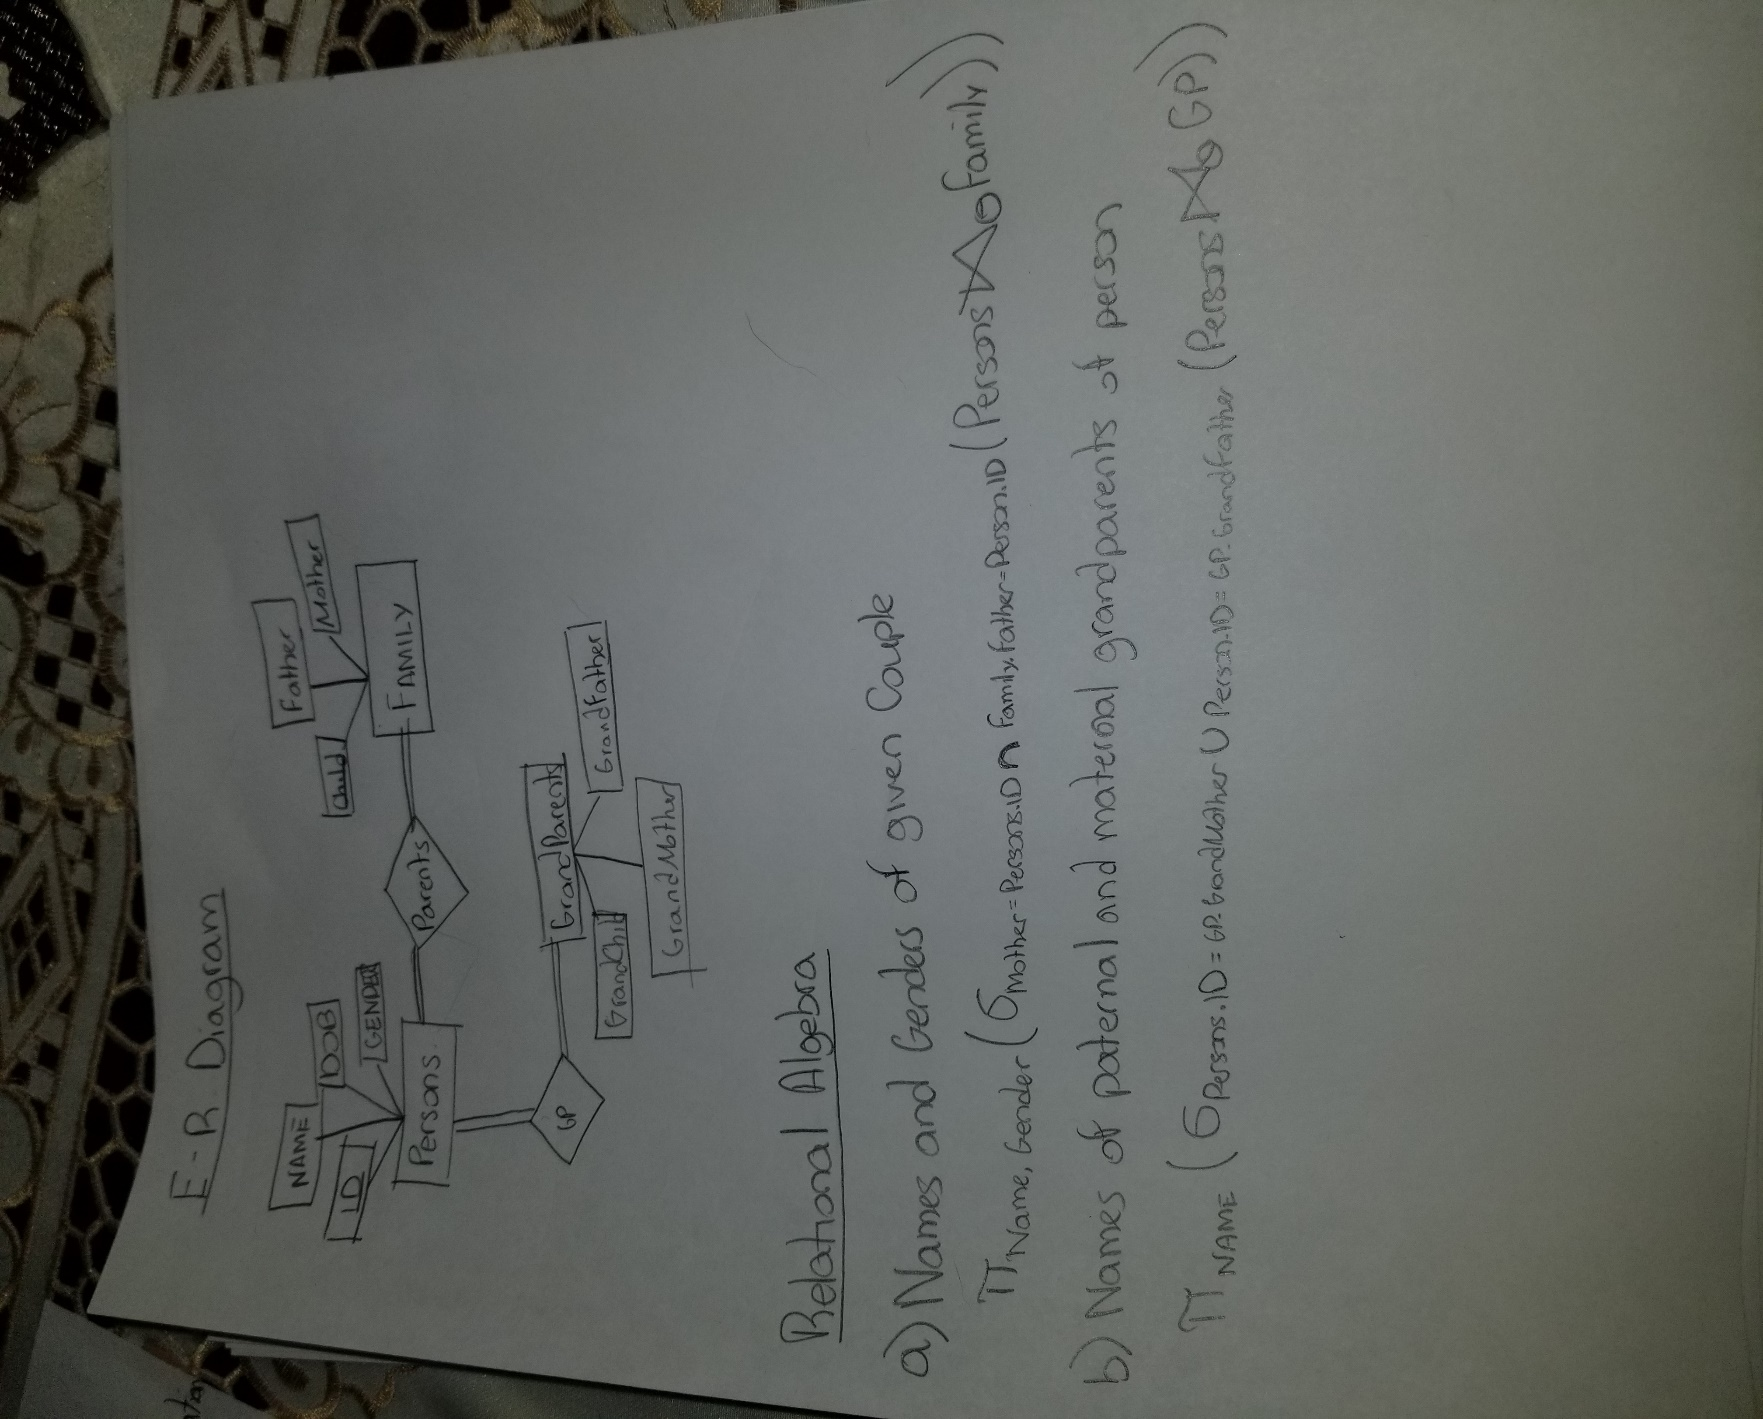 E-R Diagram
NAME
ID
DOB
GENDER
Persons
Parents
Child
Father
Mother
FAMILY
GP
GrandParents
GrandChild
GrandFather
GrandMother
Relational Algebra
a) Names and Genders of given Couple
π Name, Gender (σ Mother=Persons.ID ∩ Family.Father=Person.ID (Persons ⋈ Family))
b) Names of paternal and maternal grandparents of person
π NAME (σ Persons.ID = GP.GrandMother ∪ Person.ID = GP.GrandFather (Persons ⋈ GP))